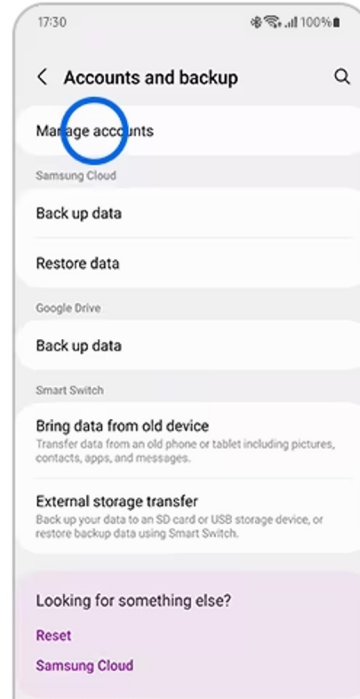 17:30
100%
Accounts and backup
Manage accounts
Samsung Cloud
Back up data
Restore data
Google Drive
Back up data
Smart Switch
Bring data from old device
Transfer data from an old phone or tablet including pictures,
contacts, apps, and messages.
External storage transfer
Back up your data to an SD card or USB storage device, or
restore backup data using Smart Switch.
Looking for something else?
Reset
Samsung Cloud